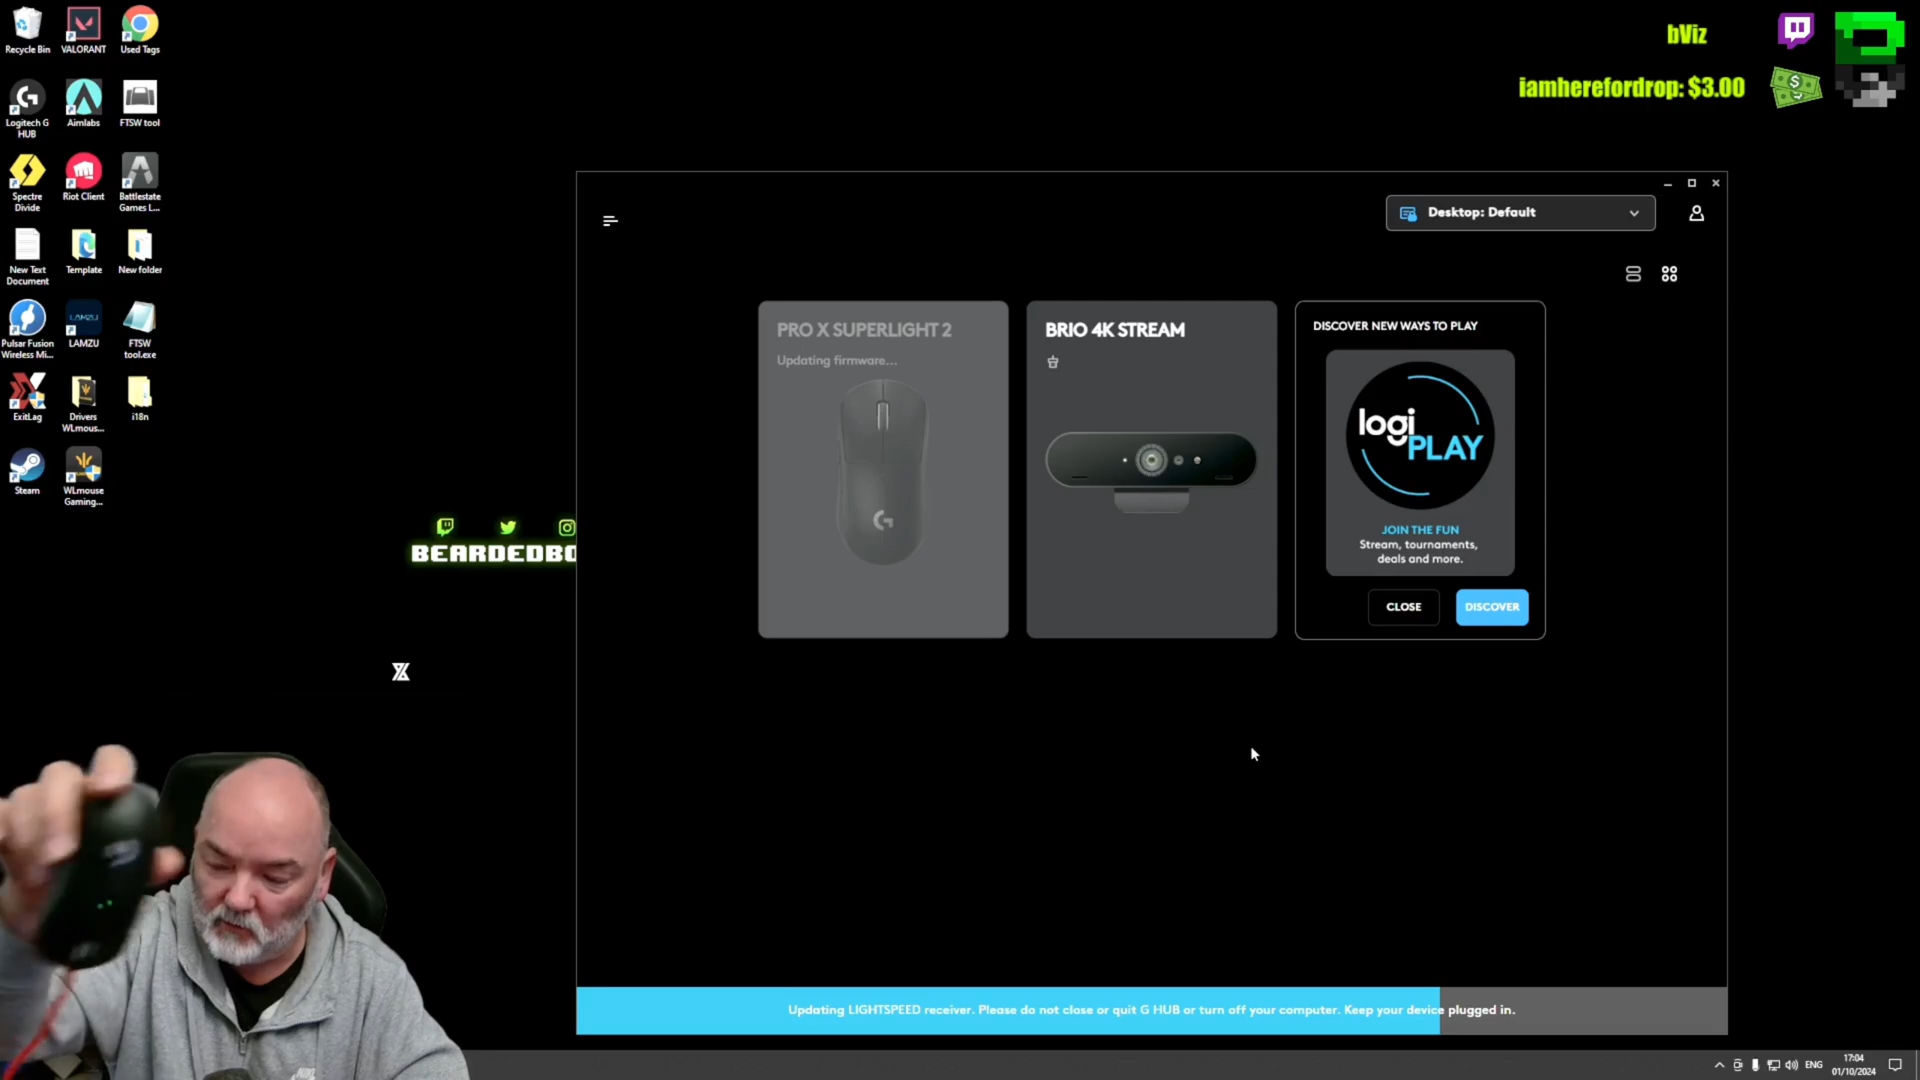 Recycle Bin
VALORANT
Used Tags
Logitech G
HUB
Aimlabs
FTSW tool
Spectre
Divide
Riot Client
Battlestate
Games L...
New Text
Document
Template
New folder
Pulsar Fusion
Wireless Mi...
LAMZU
LAMZU
FTSW
tool.exe
ExitLag
Drivers
WLmous...
i18n
Steam
WLmouse
Gaming...
BEARDEDBO
bViz
iamherefordrop: $3.00
Desktop: Default
PRO X SUPERLIGHT 2
Updating firmware...
BRIO 4K STREAM
DISCOVER NEW WAYS TO PLAY
logi
PLAY
JOIN THE FUN
Stream, tournaments,
deals and more.
CLOSE
DISCOVER
Updating LIGHTSPEED receiver. Please do not close or quit G HUB or turn off your computer. Keep your device plugged in.
ENG
17:04
01/10/2024